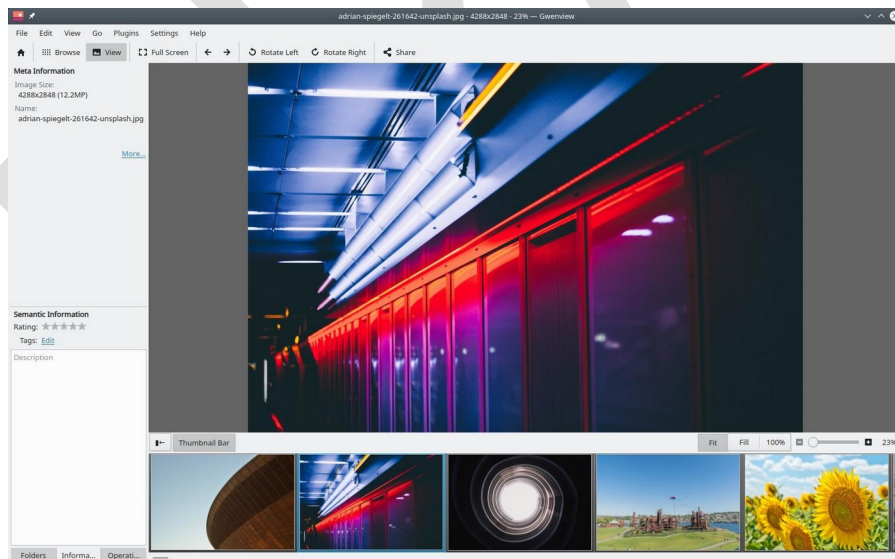 adrian-spiegelt-261642-unsplash.jpg - 4288x2848 - 23% — Gwenview
File Edit View Go Plugins Settings Help
Browse View Full Screen Rotate Left Rotate Right Share
Meta Information
Image Size:
4288x2848 (12.2MP)
Name:
adrian-spiegelt-261642-unsplash.jpg
More...
Semantic Information
Rating:
Tags: Edit
Description
Thumbnail Bar Fit Fill 100% 23%
Folders Informa... Operati...